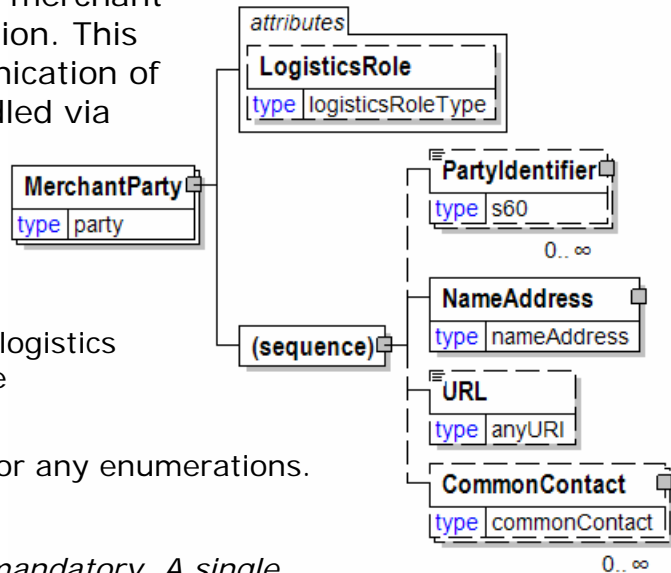 merchant
ion. This
nication of
lled via
logistics
e
or any enumerations.
mandatory. A single
attributes
LogisticsRole
type logisticsRoleType
MerchantParty
type party
(sequence)
PartyIdentifier
type s60
0.. ∞
NameAddress
type nameAddress
URL
type anyURI
CommonContact
type commonContact
0.. ∞